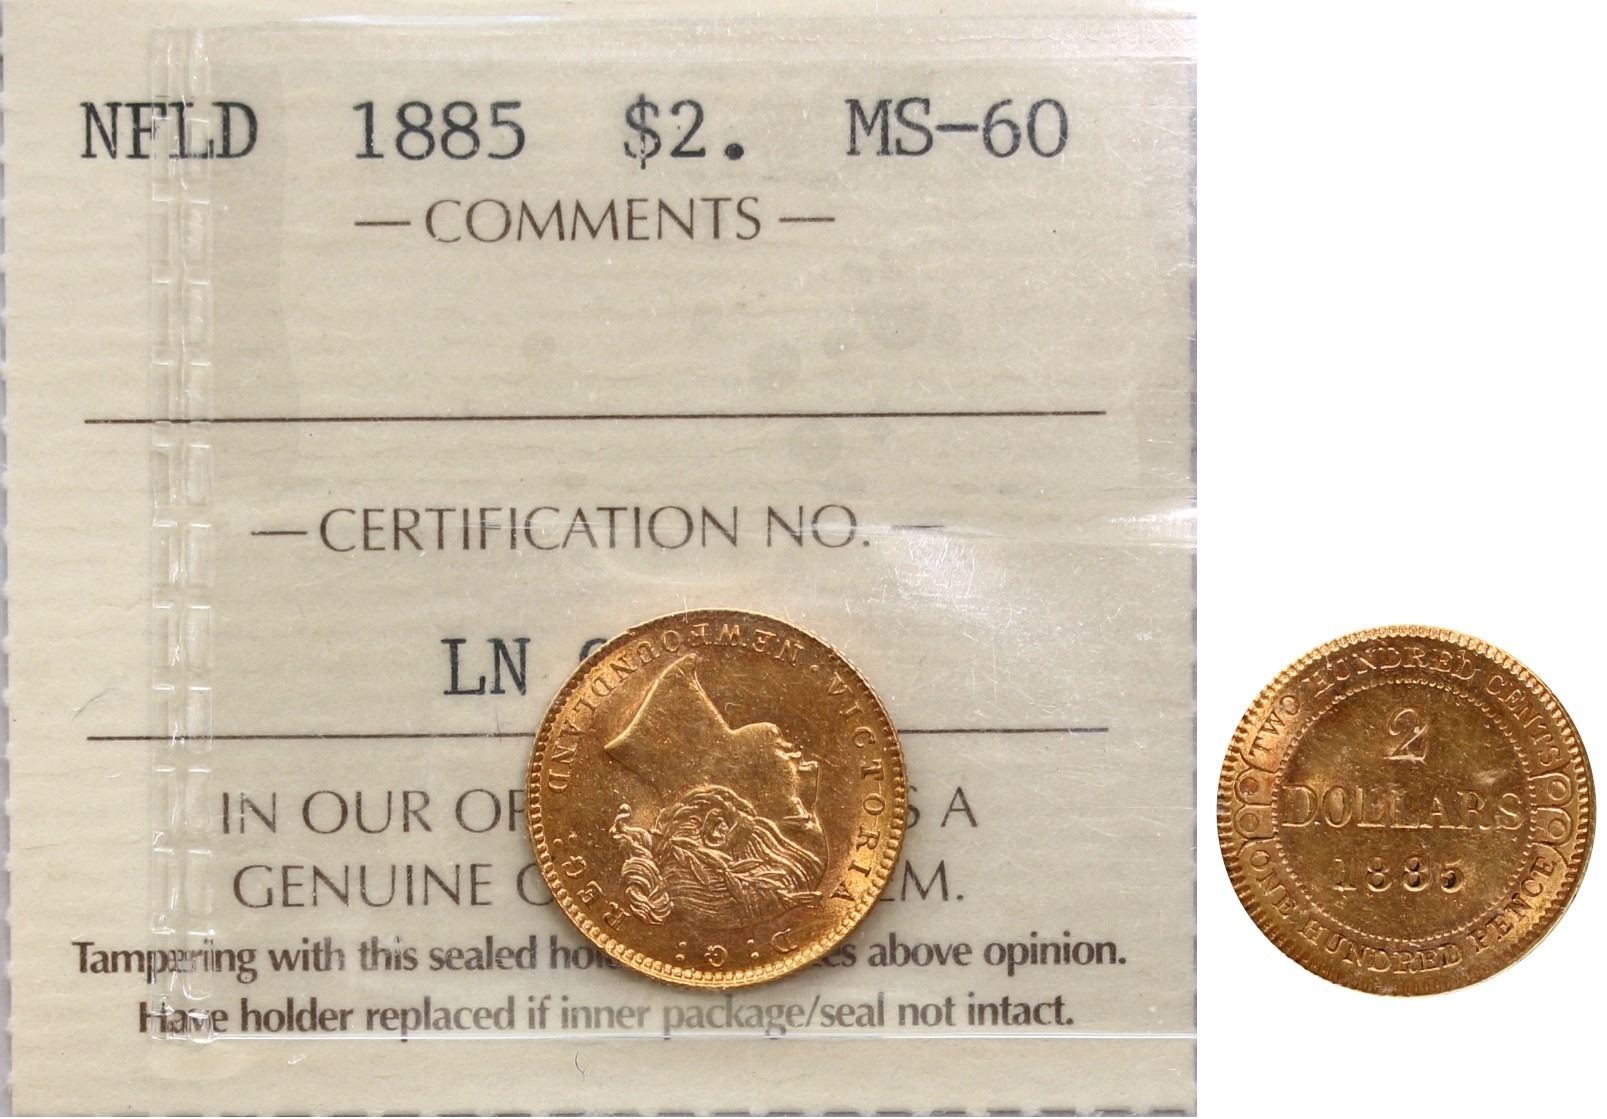 NFLD 1885 $2. MS-60
— COMMENTS —
— CERTIFICATION NO. —
LN
IN OUR A
GENUINE
Tampering with this sealed above opinion.
Have holder replaced if inner package/seal not intact.
VICTORIA D: G: REG:
NEWFOUNDLAND
TWO HUNDRED CENTS
2
DOLLARS
1885
ONE HUNDRED PENCE